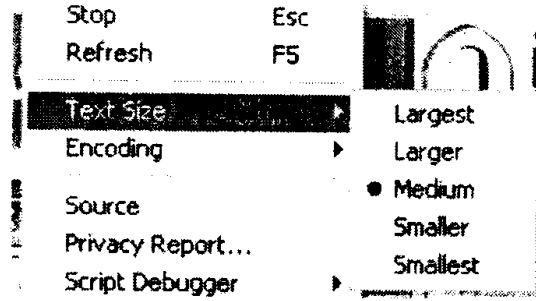 Stop Esc
Refresh F5
Text Size
Encoding
Source
Privacy Report...
Script Debugger
Largest
Larger
Medium
Smaller
Smallest